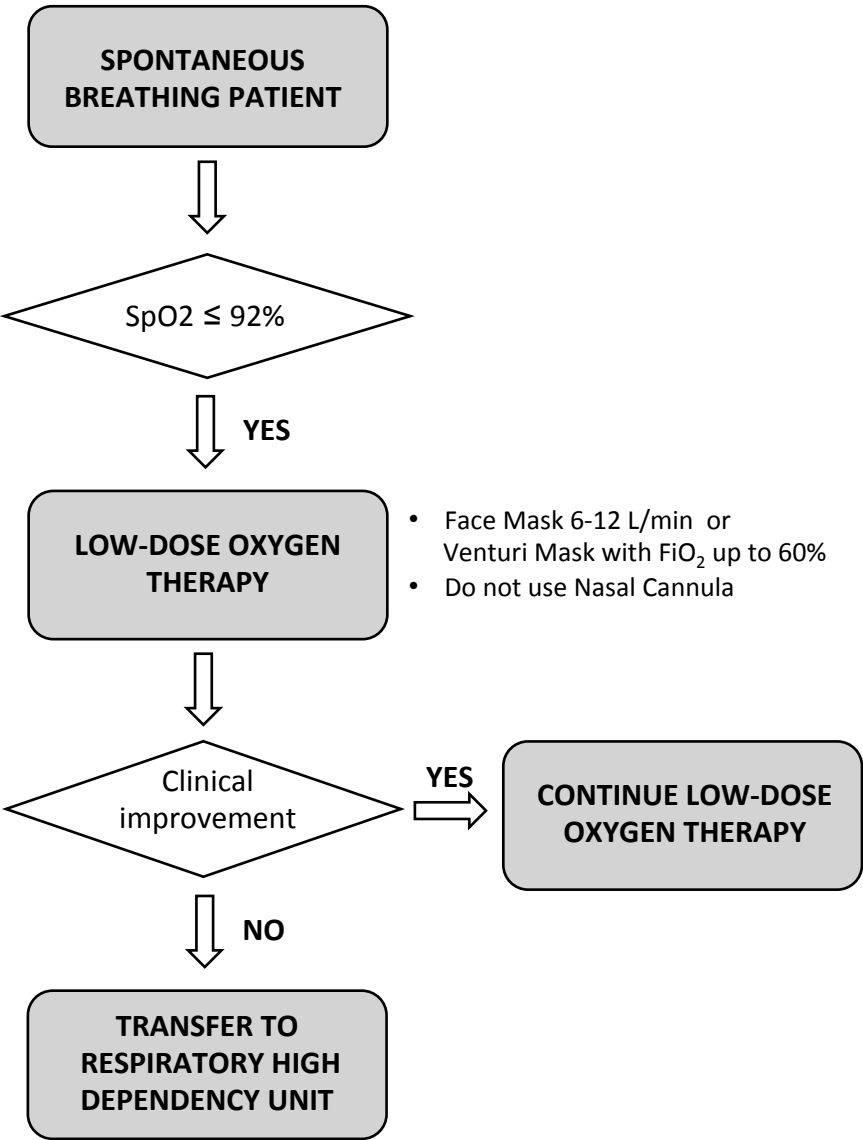 SPONTANEOUS
BREATHING PATIENT
SpO2 ≤ 92%
YES
LOW-DOSE OXYGEN
THERAPY
• Face Mask 6-12 L/min or
Venturi Mask with FiO₂ up to 60%
• Do not use Nasal Cannula
Clinical
improvement
YES
CONTINUE LOW-DOSE
OXYGEN THERAPY
NO
TRANSFER TO
RESPIRATORY HIGH
DEPENDENCY UNIT